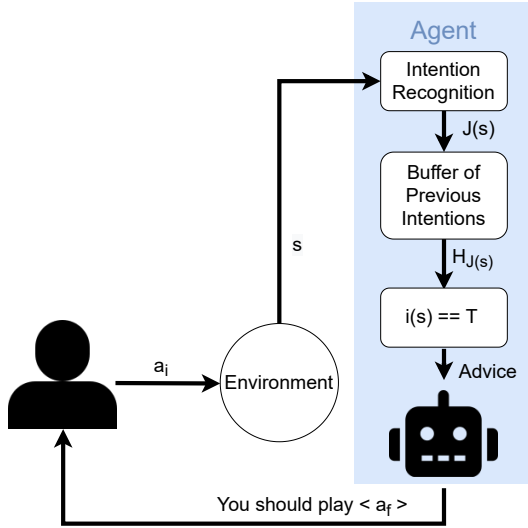 Agent
Intention
Recognition
J(s)
Buffer of
Previous
Intentions
H_J(s)
s
i(s) == T
a_i
Environment
Advice
You should play < a_f >